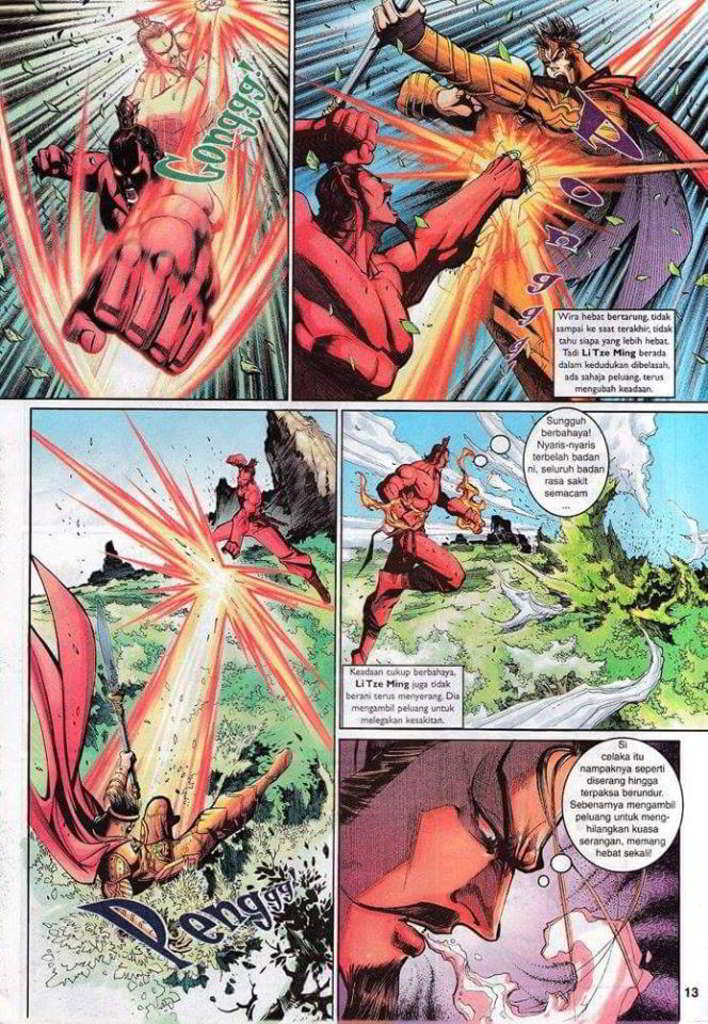 Gonggg!
Ponggg
Wira hebat bertarung, tidak
sampai ke saat terakhir, tidak
tahu siapa yang lebih hebat.
Tadi Li Tze Ming berada
dalam kedudukan dibelasah,
ada sahaja peluang, terus
mengubah keadaan.
Pengggg!
Sungguh
berbahaya!
Nyaris-nyaris
terbelah badan
ni, seluruh badan
rasa sakit
semacam
...
Keadaan cukup berbahaya,
Li Tze Ming juga tidak
berani terus menyerang. Dia
mengambil peluang untuk
melegakan kesakitan.
Si
celaka itu
nampaknya seperti
diserang hingga
terpaksa berundur.
Sebenarnya mengambil
peluang untuk meng-
hilangkan kuasa
serangan, memang
hebat sekali!
13